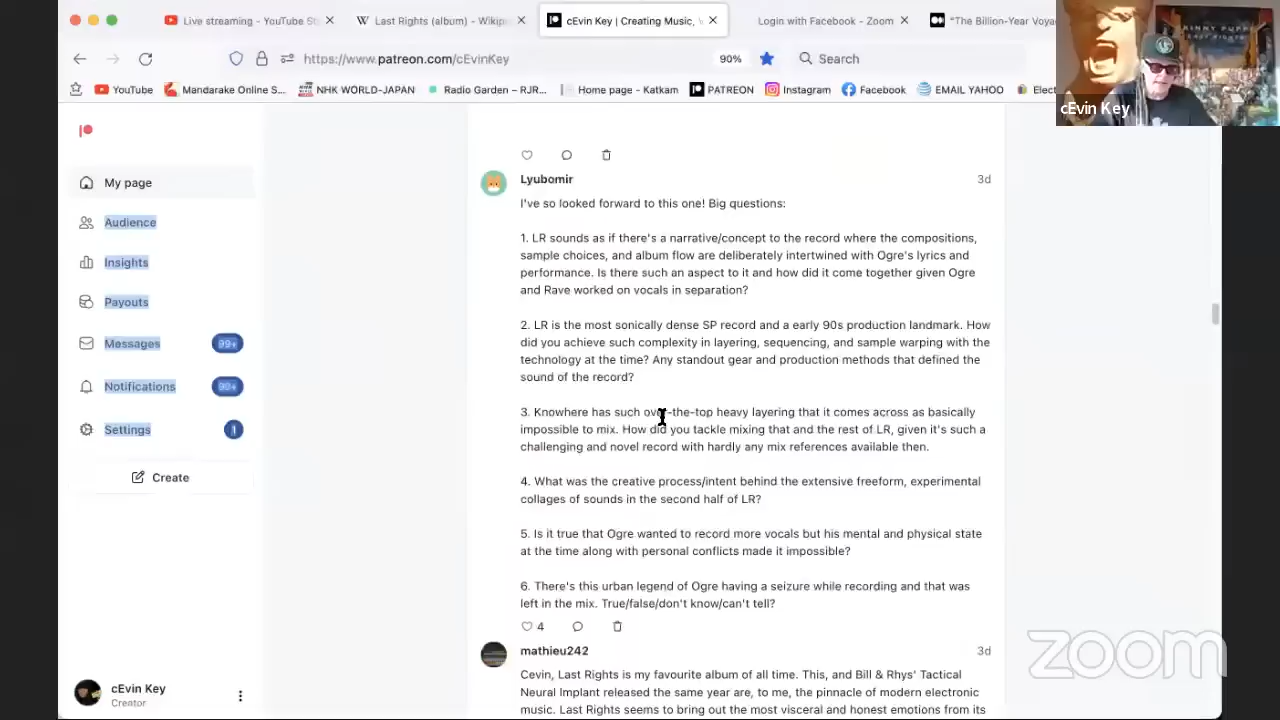 Live streaming - YouTube St
Last Rights (album) - Wikipe
cEvin Key | Creating Music,
Login with Facebook - Zoom
"The Billion-Year Voya
https://www.patreon.com/cEvinKey
90%
Search
YouTube
Mandarake Online S...
NHK WORLD-JAPAN
Radio Garden – RJR...
Home page - Katkam
PATREON
Instagram
Facebook
EMAIL YAHOO
Elect
cEvin Key
My page
Audience
Insights
Payouts
Messages
99+
Notifications
99+
Settings
1
Create
cEvin Key
Creator
Lyubomir
3d
I've so looked forward to this one! Big questions:
1. LR sounds as if there's a narrative/concept to the record where the compositions,
sample choices, and album flow are deliberately intertwined with Ogre's lyrics and
performance. Is there such an aspect to it and how did it come together given Ogre
and Rave worked on vocals in separation?
2. LR is the most sonically dense SP record and a early 90s production landmark. How
did you achieve such complexity in layering, sequencing, and sample warping with the
technology at the time? Any standout gear and production methods that defined the
sound of the record?
3. Knowhere has such over-the-top heavy layering that it comes across as basically
impossible to mix. How did you tackle mixing that and the rest of LR, given it's such a
challenging and novel record with hardly any mix references available then.
4. What was the creative process/intent behind the extensive freeform, experimental
collages of sounds in the second half of LR?
5. Is it true that Ogre wanted to record more vocals but his mental and physical state
at the time along with personal conflicts made it impossible?
6. There's this urban legend of Ogre having a seizure while recording and that was
left in the mix. True/false/don't know/can't tell?
4
mathieu242
3d
Cevin, Last Rights is my favourite album of all time. This, and Bill & Rhys' Tactical
Neural Implant released the same year are, to me, the pinnacle of modern electronic
music. Last Rights seems to bring out the most visceral and honest emotions from its
zoom